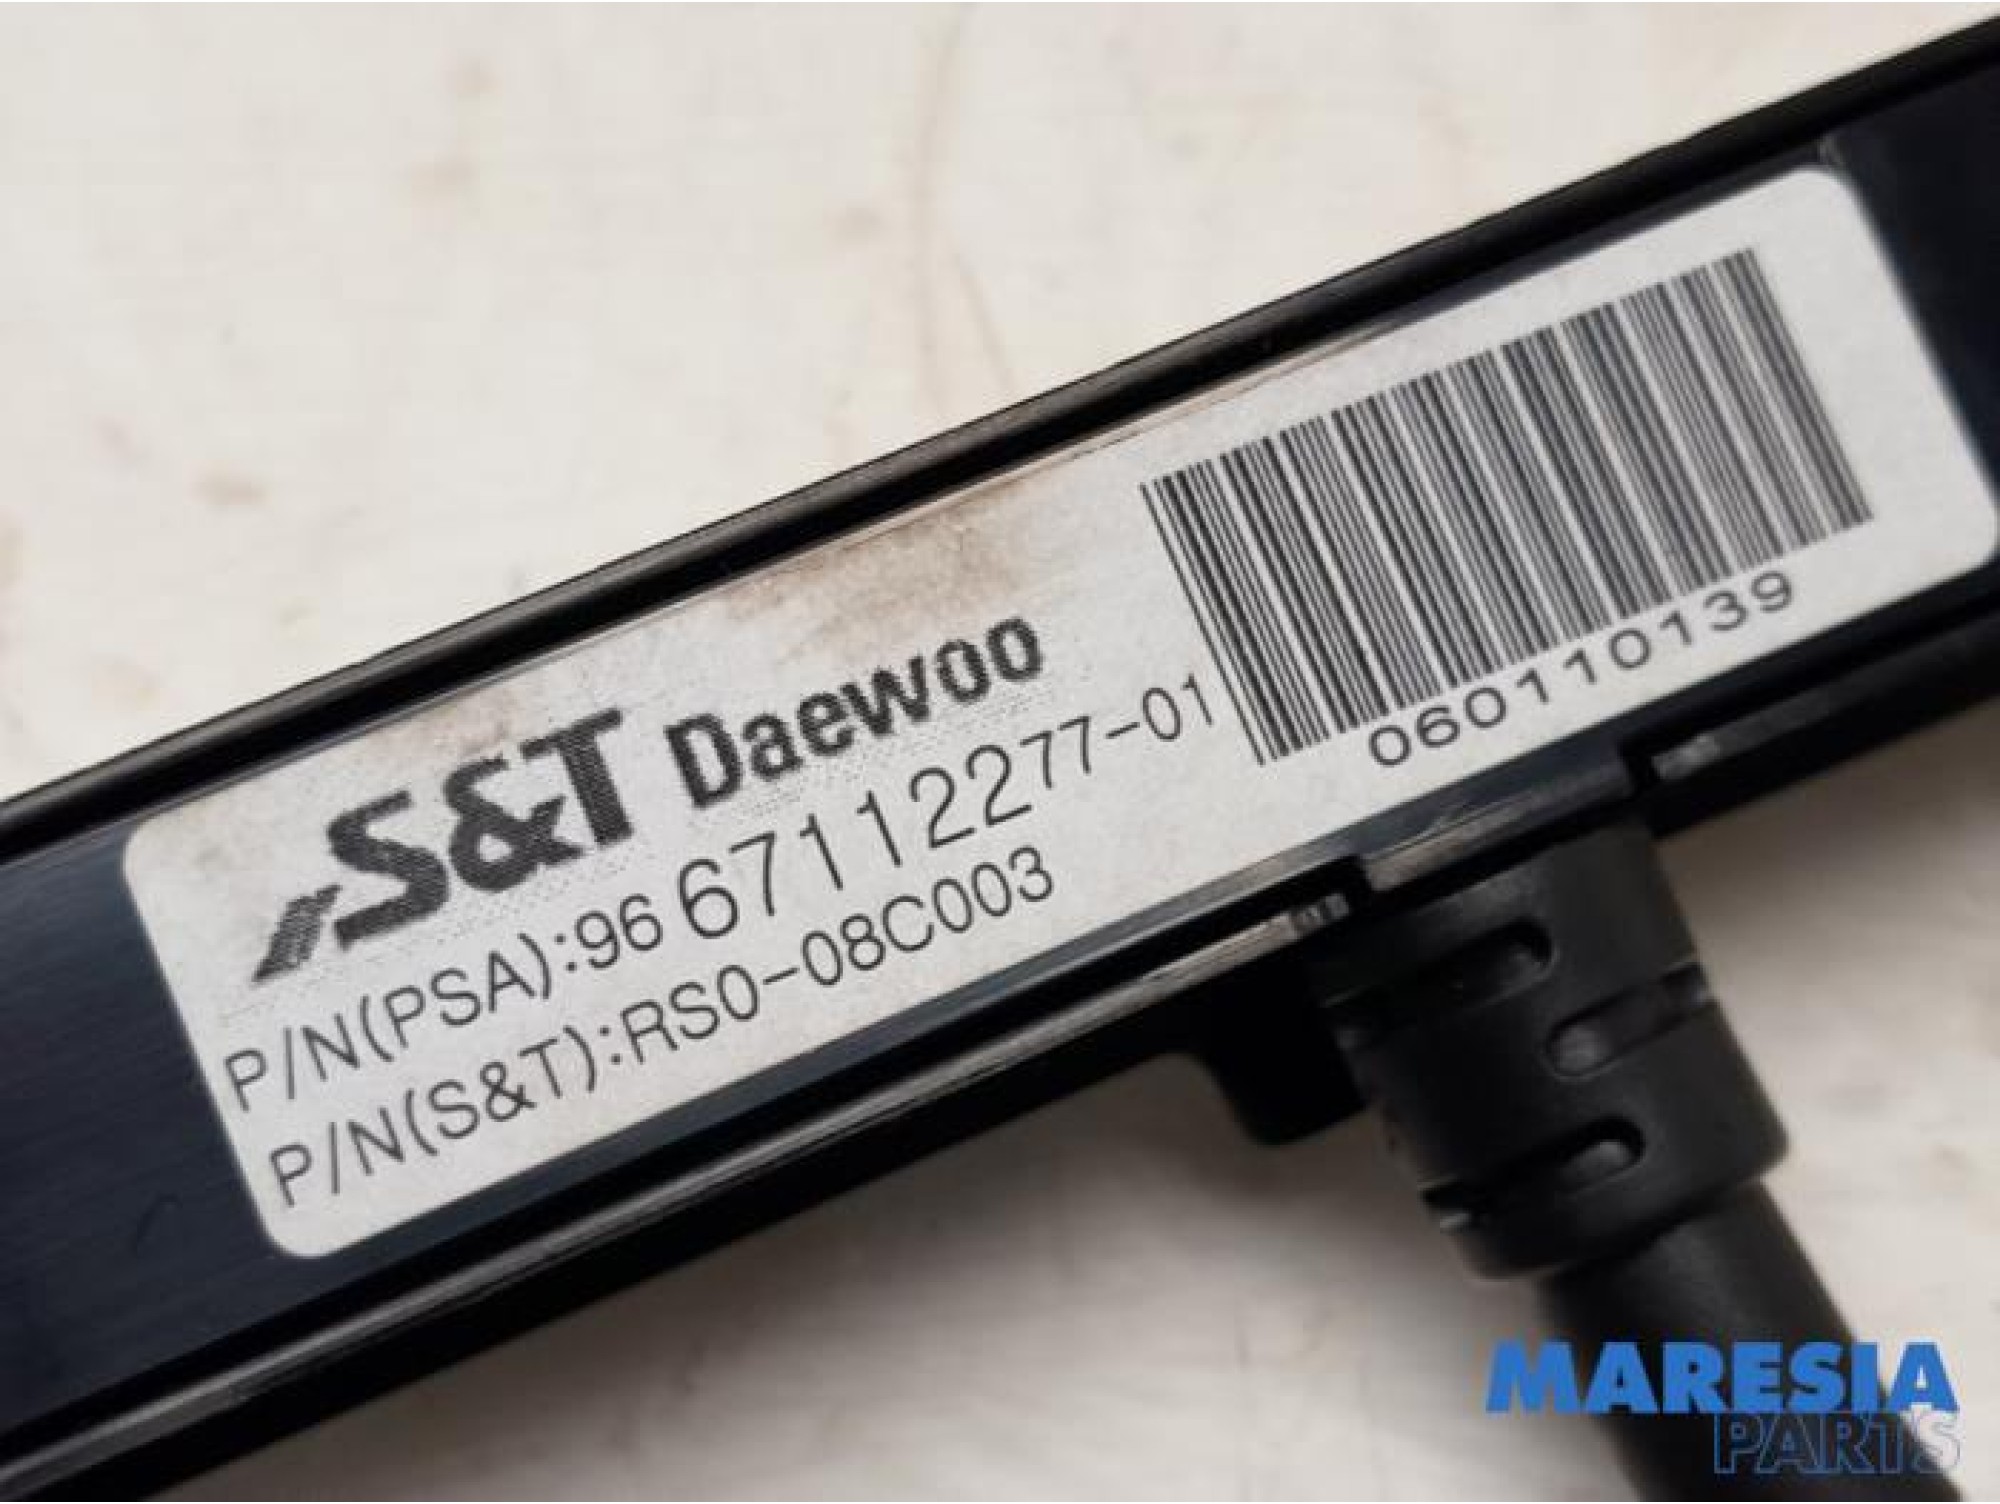 S&T Daewoo
P/N(PSA):96 67112277-01
P/N(S&T):RS0-08C003
060110139
MARESIA
PARTS